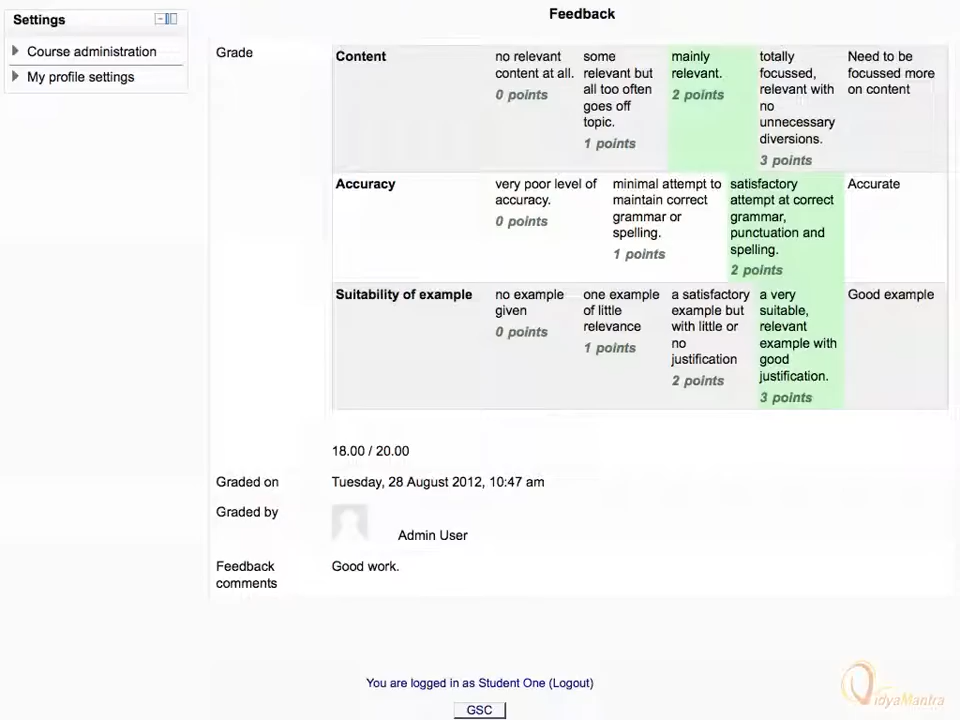 Feedback
Settings
Course administration
My profile settings
Grade
Content
no relevant
content at all.
0 points
some
relevant but
all too often
goes off
topic.
1 points
mainly
relevant.
2 points
totally
focussed,
relevant with
no
unnecessary
diversions.
3 points
Need to be
focussed more
on content
Accuracy
very poor level of
accuracy.
0 points
minimal attempt to
maintain correct
grammar or
spelling.
1 points
satisfactory
attempt at correct
grammar,
punctuation and
spelling.
2 points
Accurate
Suitability of example
no example
given
0 points
one example
of little
relevance
1 points
a satisfactory
example but
with little or
no
justification
2 points
a very
suitable,
relevant
example with
good
justification.
3 points
Good example
18.00 / 20.00
Graded on
Tuesday, 28 August 2012, 10:47 am
Graded by
Admin User
Feedback
comments
Good work.
You are logged in as Student One (Logout)
GSC
VidyaMantra